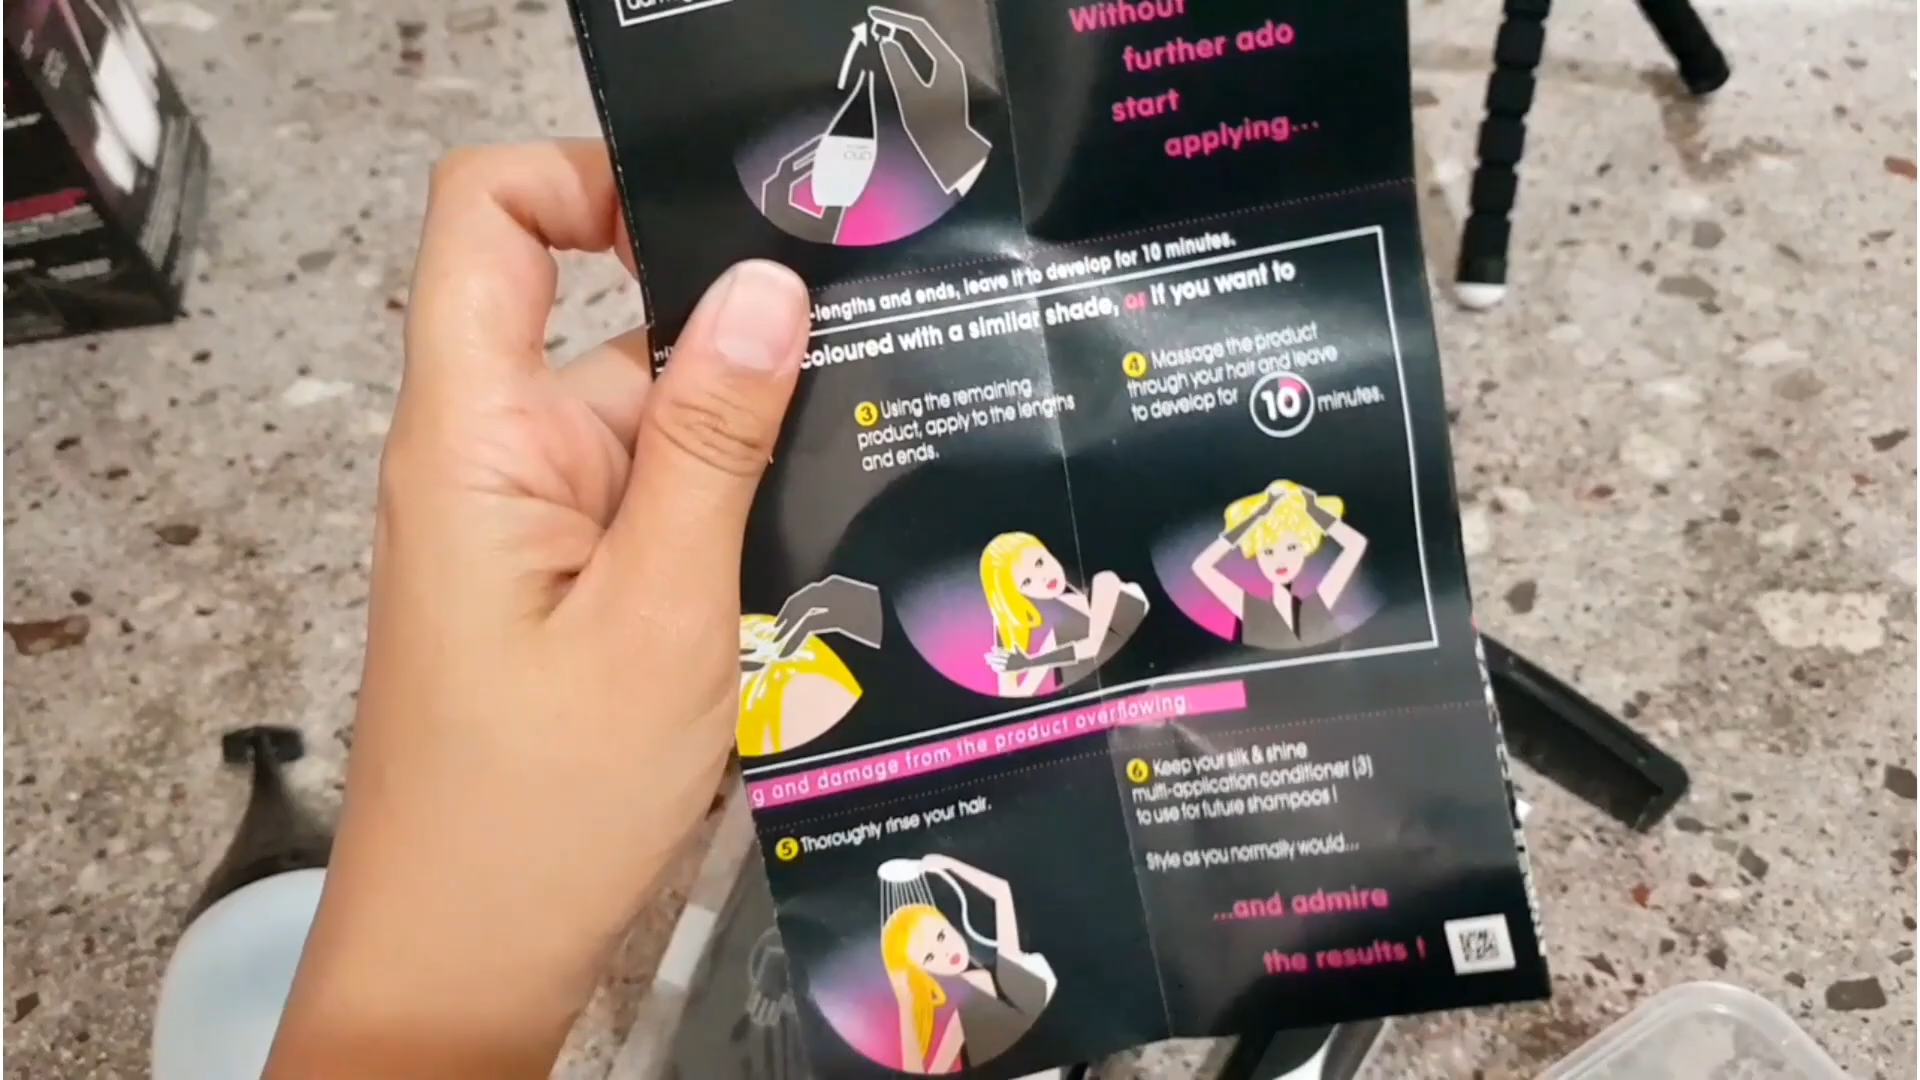 Without
further ado
start
applying...
-lengths and ends, leave it to develop for 10 minutes.
coloured with a similar shade, or if you want to
3 Using the remaining
product, apply to the lengths
and ends.
4 Massage the product
through your hair and leave
to develop for 10 minutes.
g and damage from the product overflowing.
5 Thoroughly rinse your hair.
6 Keep your silk & shine
multi-application conditioner (3)
to use for future shampoos !
Style as you normally would...
...and admire
the results !